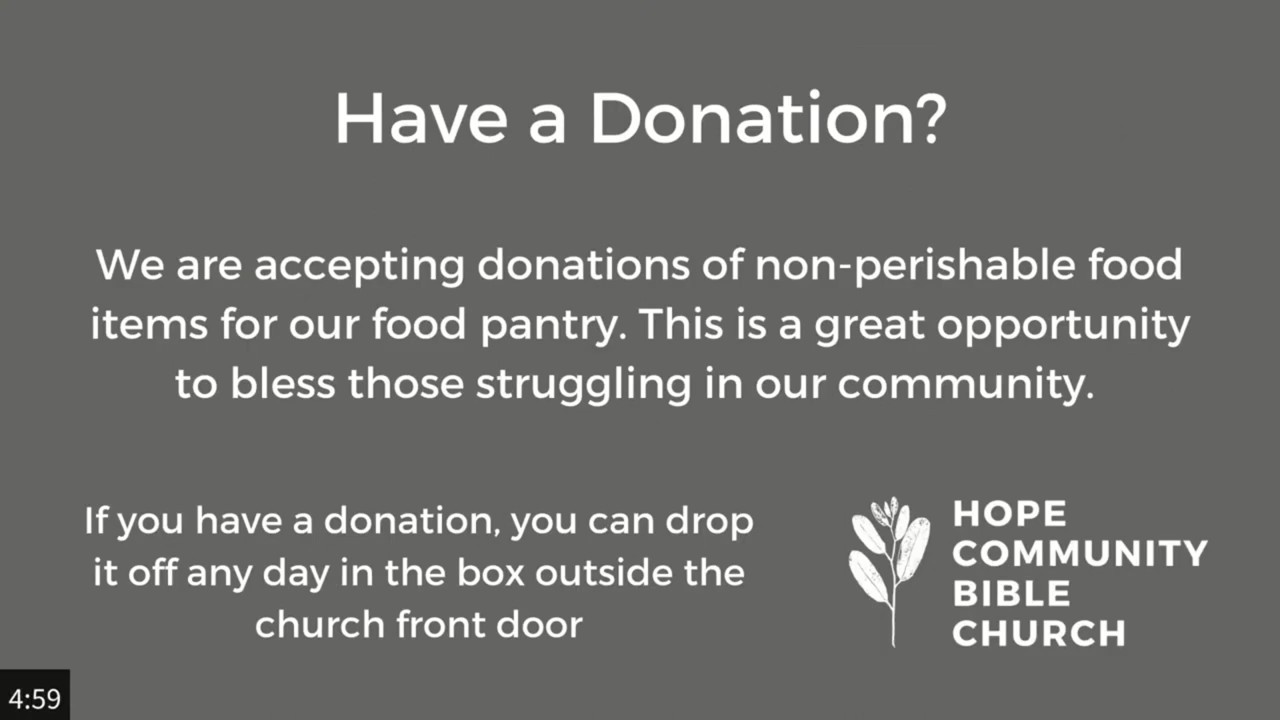 Have a Donation?
We are accepting donations of non-perishable food
items for our food pantry. This is a great opportunity
to bless those struggling in our community.
If you have a donation, you can drop
it off any day in the box outside the
church front door
HOPE
COMMUNITY
BIBLE
CHURCH
4:59